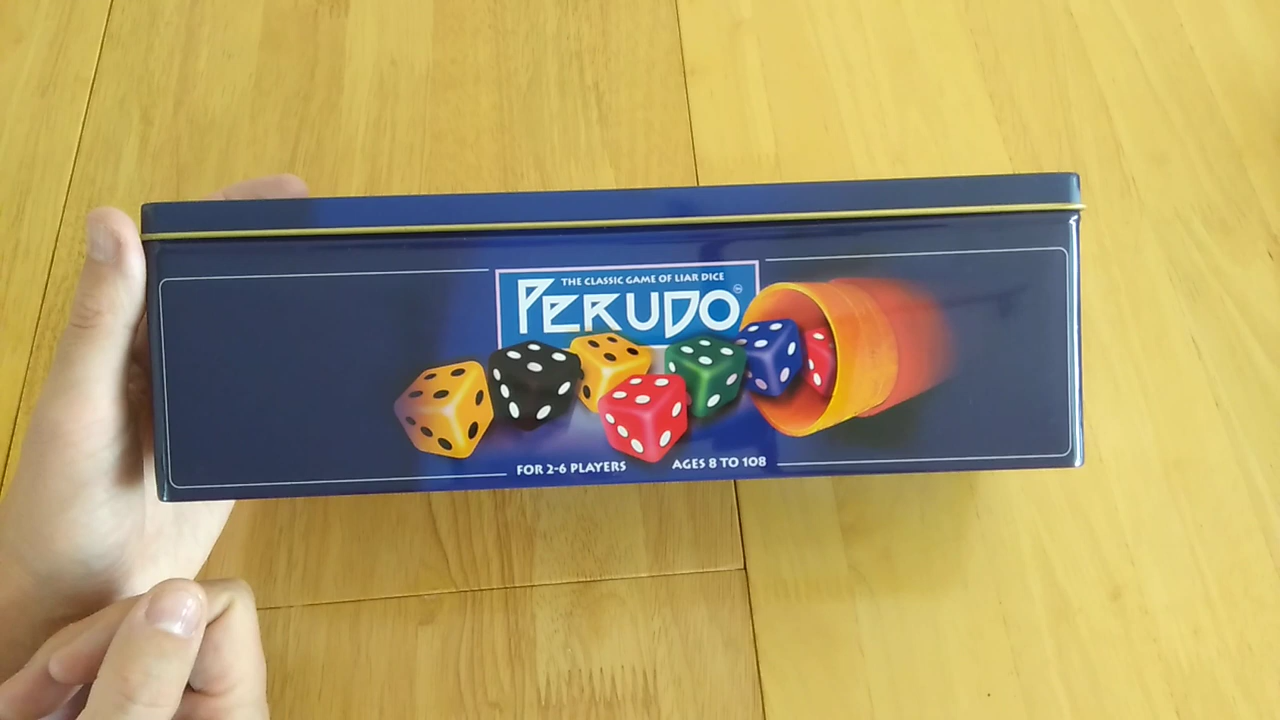 THE CLASSIC GAME OF LIAR DICE
PERUDO
FOR 2-6 PLAYERS
AGES 8 TO 108